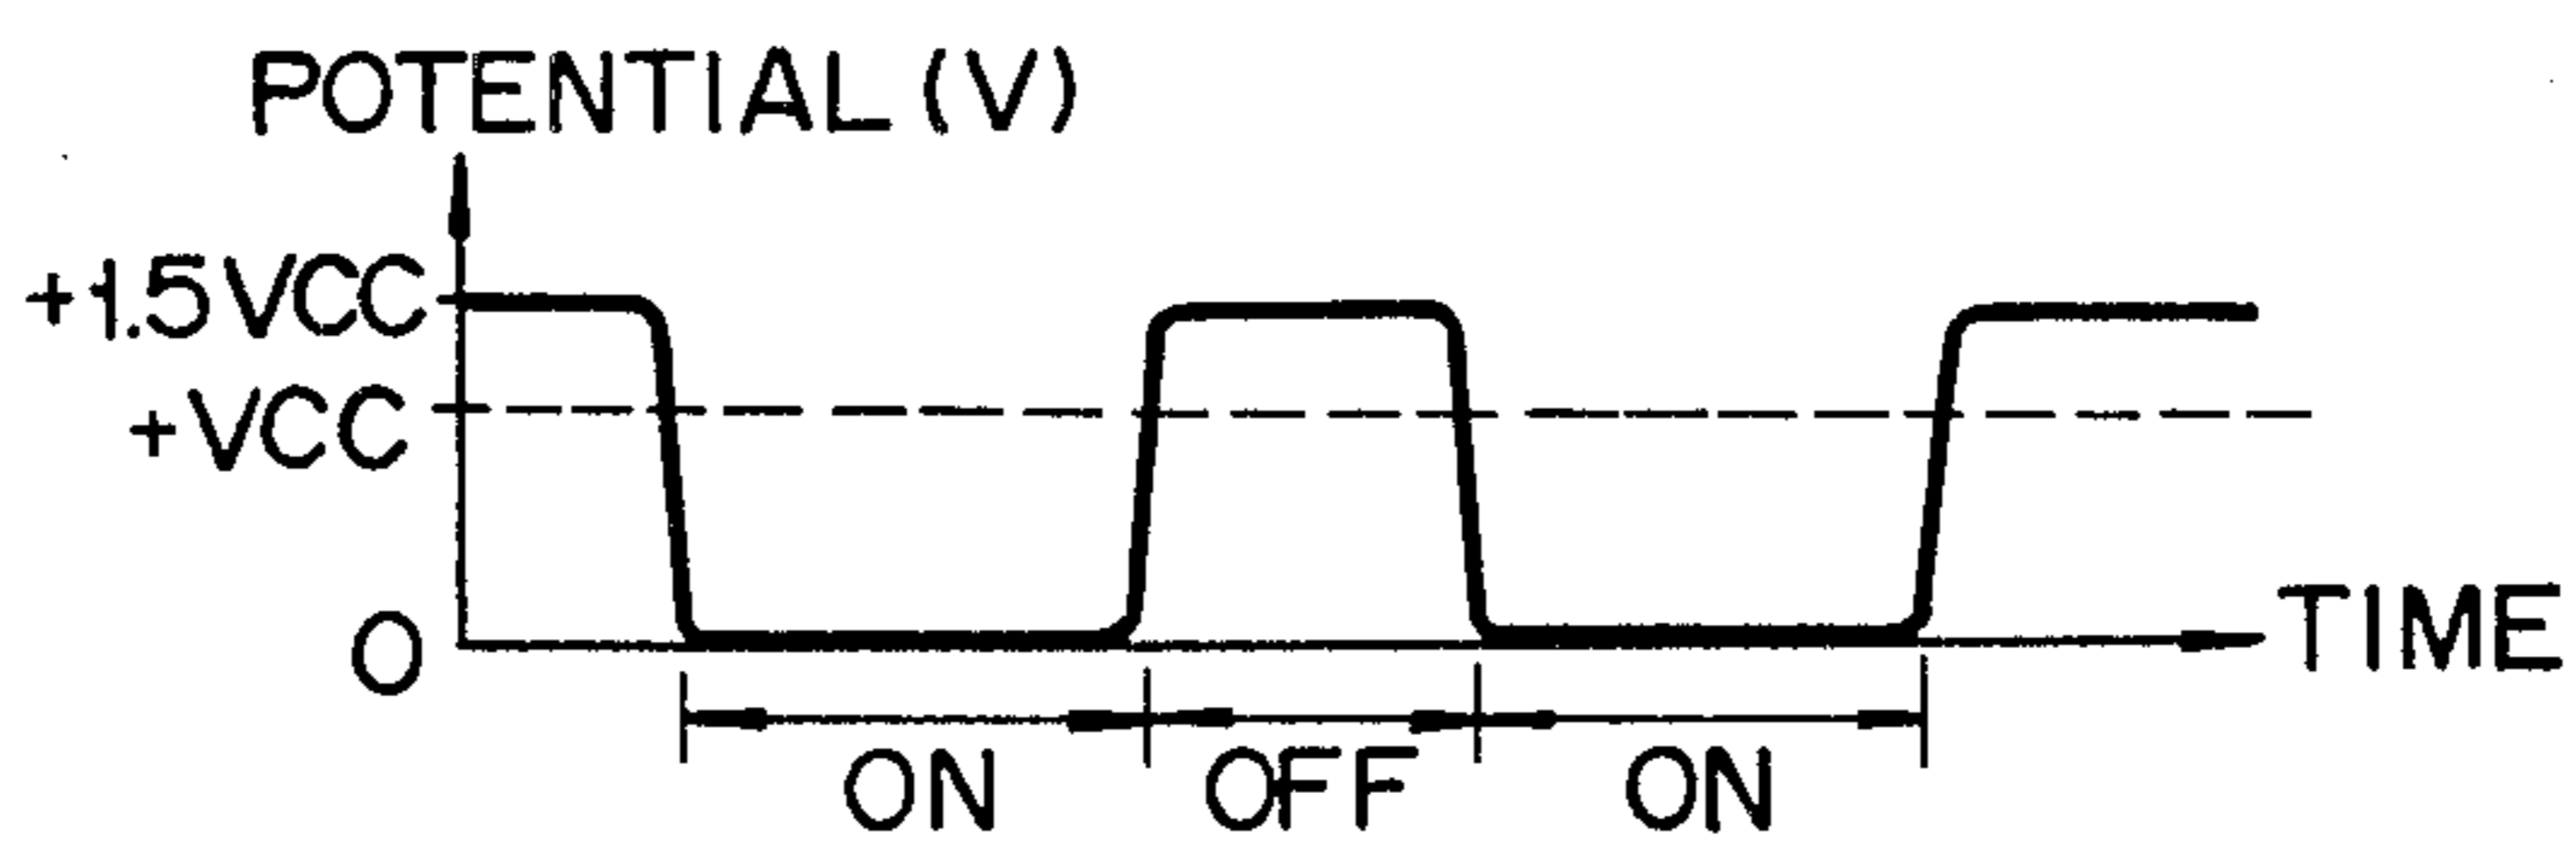 POTENTIAL (V)
+1.5VCC
+VCC
0
TIME
ON OFF ON